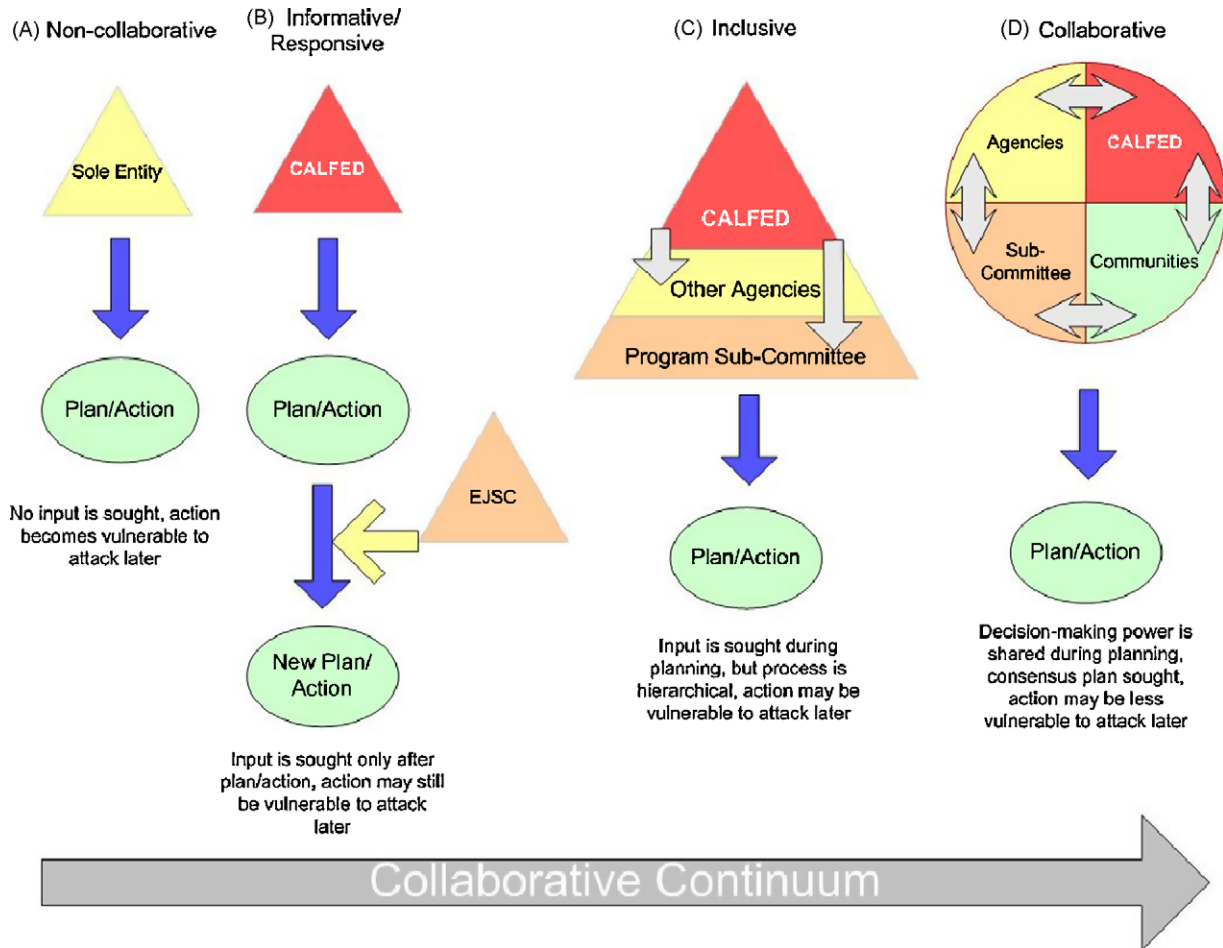 (A) Non-collaborative
Sole Entity
Plan/Action
No input is sought, action
becomes vulnerable to
attack later
(B) Informative/
Responsive
CALFED
Plan/Action
EJSC
New Plan/
Action
Input is sought only after
plan/action, action may still
be vulnerable to attack
later
(C) Inclusive
CALFED
Other Agencies
Program Sub-Committee
Plan/Action
Input is sought during
planning, but process is
hierarchical, action may be
vulnerable to attack later
(D) Collaborative
Agencies
CALFED
Sub-
Committee
Communities
Plan/Action
Decision-making power is
shared during planning,
consensus plan sought,
action may be less
vulnerable to attack later
Collaborative Continuum